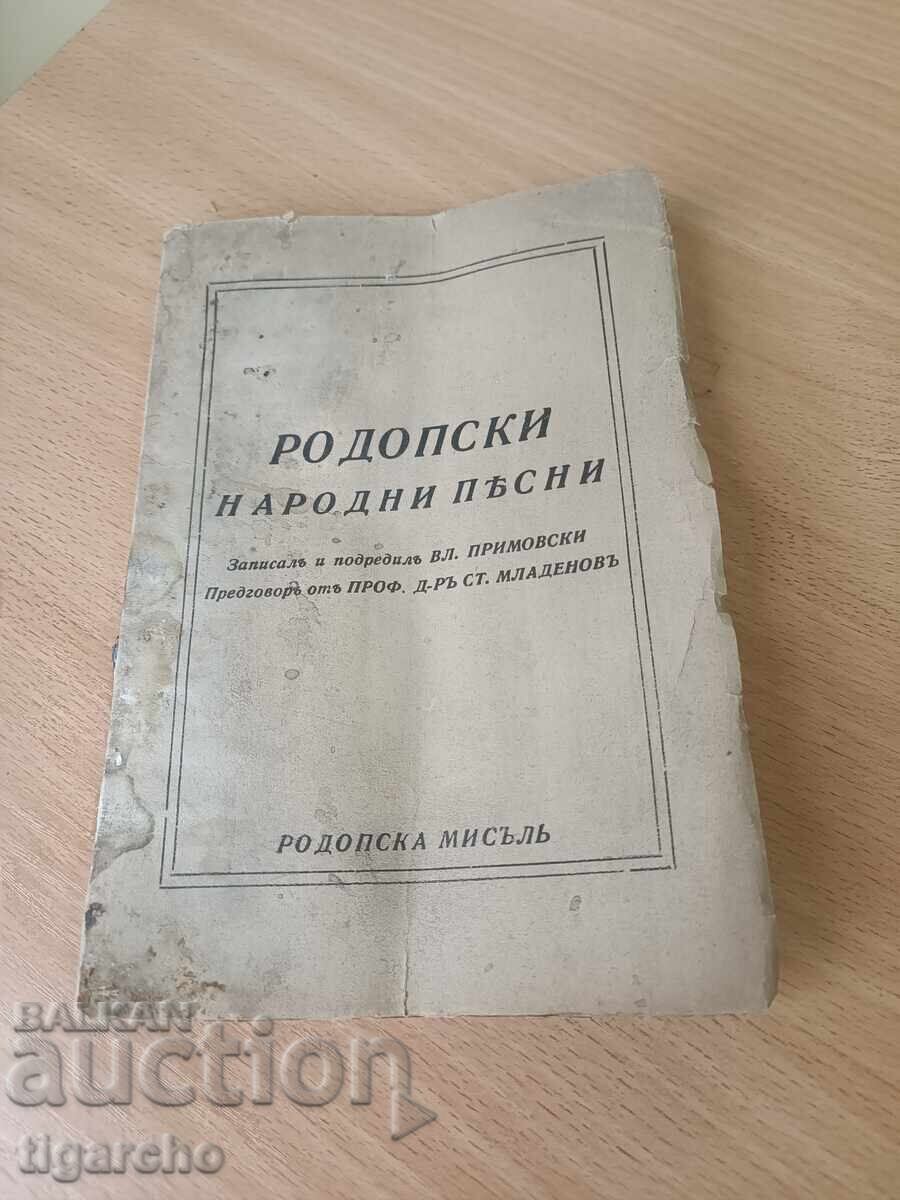 РОДОПСКИ
НАРОДНИ ПѢСНИ
Записалъ и подредилъ ВЛ. ПРИМОВСКИ
Предговоръ отъ ПРОФ. Д-РЪ СТ. МЛАДЕНОВЪ
РОДОПСКА МИСЪЛЬ
BALKAN
auction
tigarcho